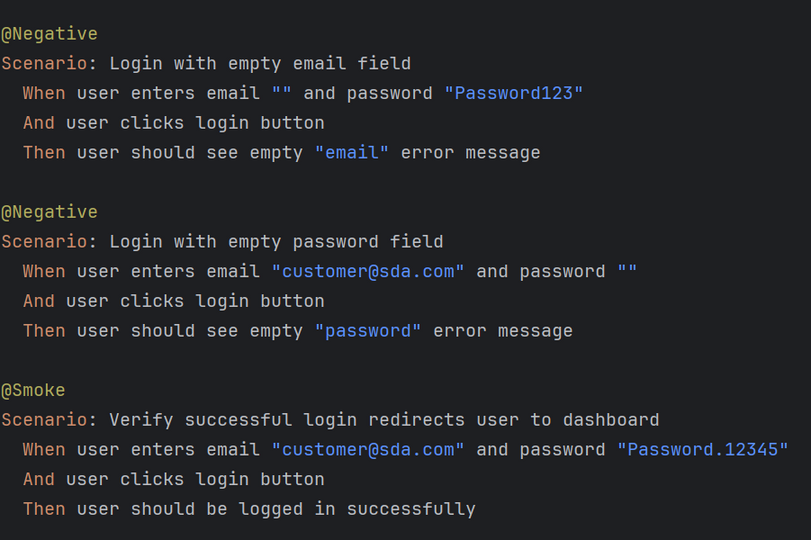 @Negative
Scenario: Login with empty email field
When user enters email "" and password "Password123"
And user clicks login button
Then user should see empty "email" error message
@Negative
Scenario: Login with empty password field
When user enters email "customer@sda.com" and password ""
And user clicks login button
Then user should see empty "password" error message
@Smoke
Scenario: Verify successful login redirects user to dashboard
When user enters email "customer@sda.com" and password "Password.12345"
And user clicks login button
Then user should be logged in successfully